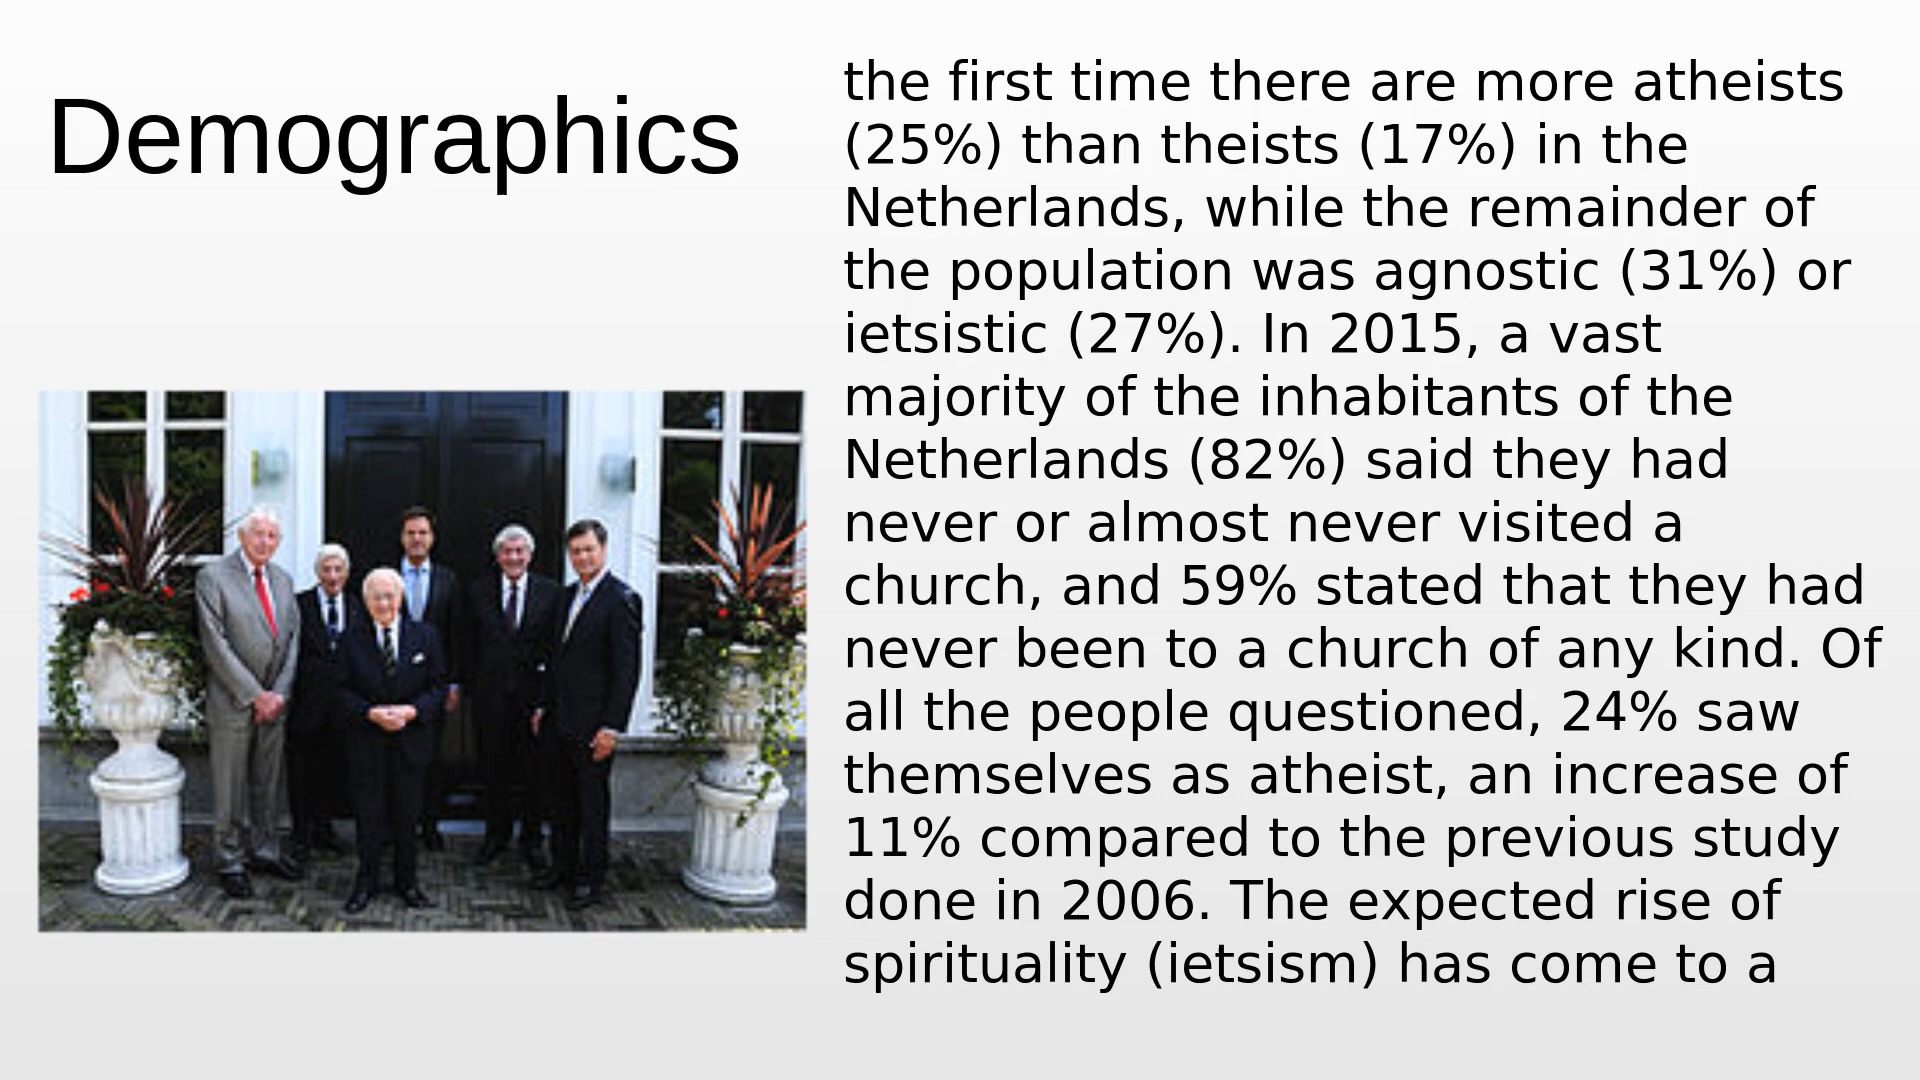 Demographics
the first time there are more atheists
(25%) than theists (17%) in the
Netherlands, while the remainder of
the population was agnostic (31%) or
ietsistic (27%). In 2015, a vast
majority of the inhabitants of the
Netherlands (82%) said they had
never or almost never visited a
church, and 59% stated that they had
never been to a church of any kind. Of
all the people questioned, 24% saw
themselves as atheist, an increase of
11% compared to the previous study
done in 2006. The expected rise of
spirituality (ietsism) has come to a